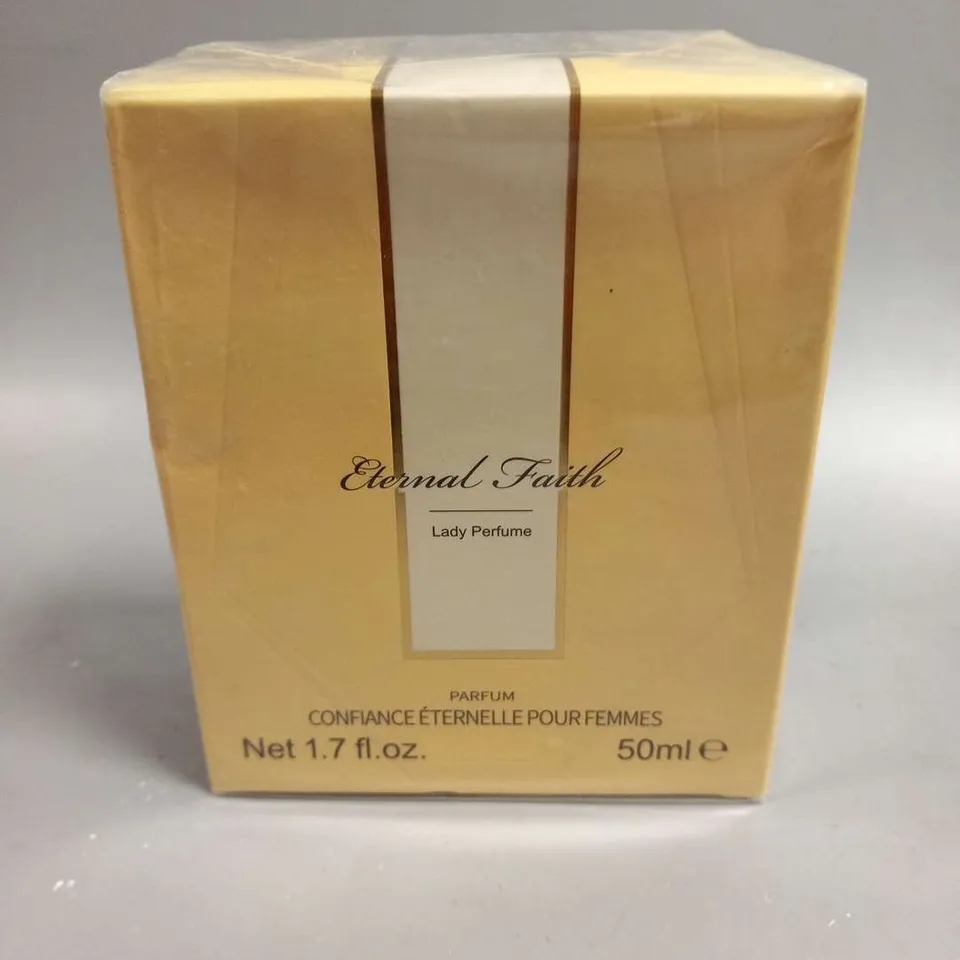 Eternal Faith
Lady Perfume
PARFUM
CONFIANCE ÉTERNELLE POUR FEMMES
Net 1.7 fl.oz. 50ml ℮